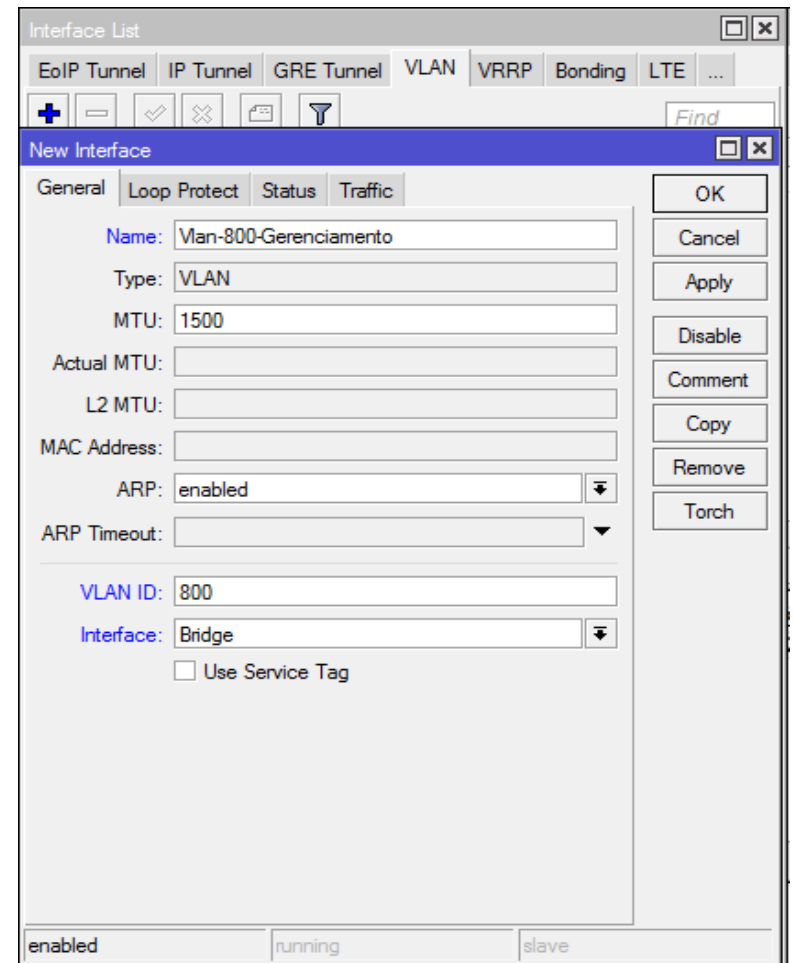 Interface List
EoIP Tunnel IP Tunnel GRE Tunnel VLAN VRRP Bonding LTE ...
Find
New Interface
General Loop Protect Status Traffic
Name: Vlan-800-Gerenciamento
Type: VLAN
MTU: 1500
Actual MTU:
L2 MTU:
MAC Address:
ARP: enabled
ARP Timeout:
VLAN ID: 800
Interface: Bridge
Use Service Tag
OK
Cancel
Apply
Disable
Comment
Copy
Remove
Torch
enabled running slave